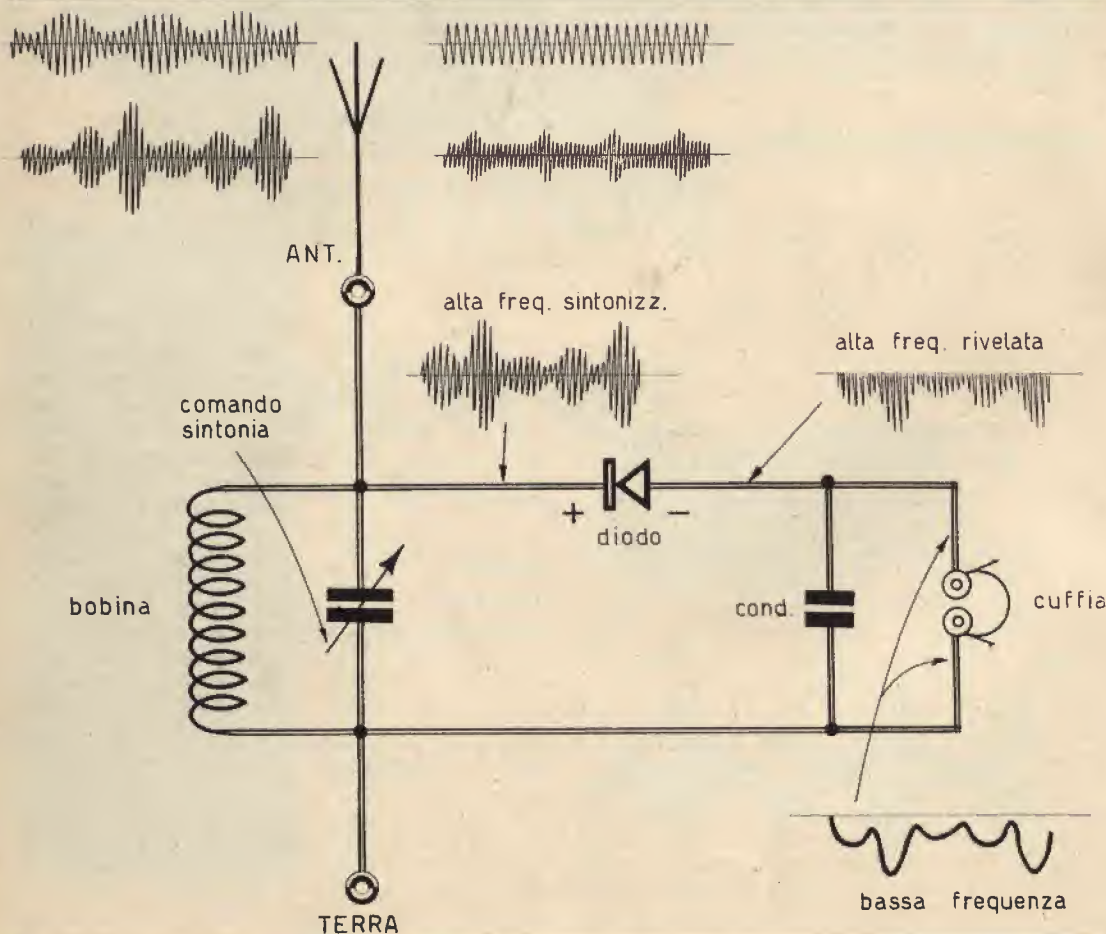 ANT.
alta freq. sintonizz.
alta freq. rivelata
comando
sintonia
+ -
diodo
bobina
cond.
cuffia
bassa frequenza
TERRA